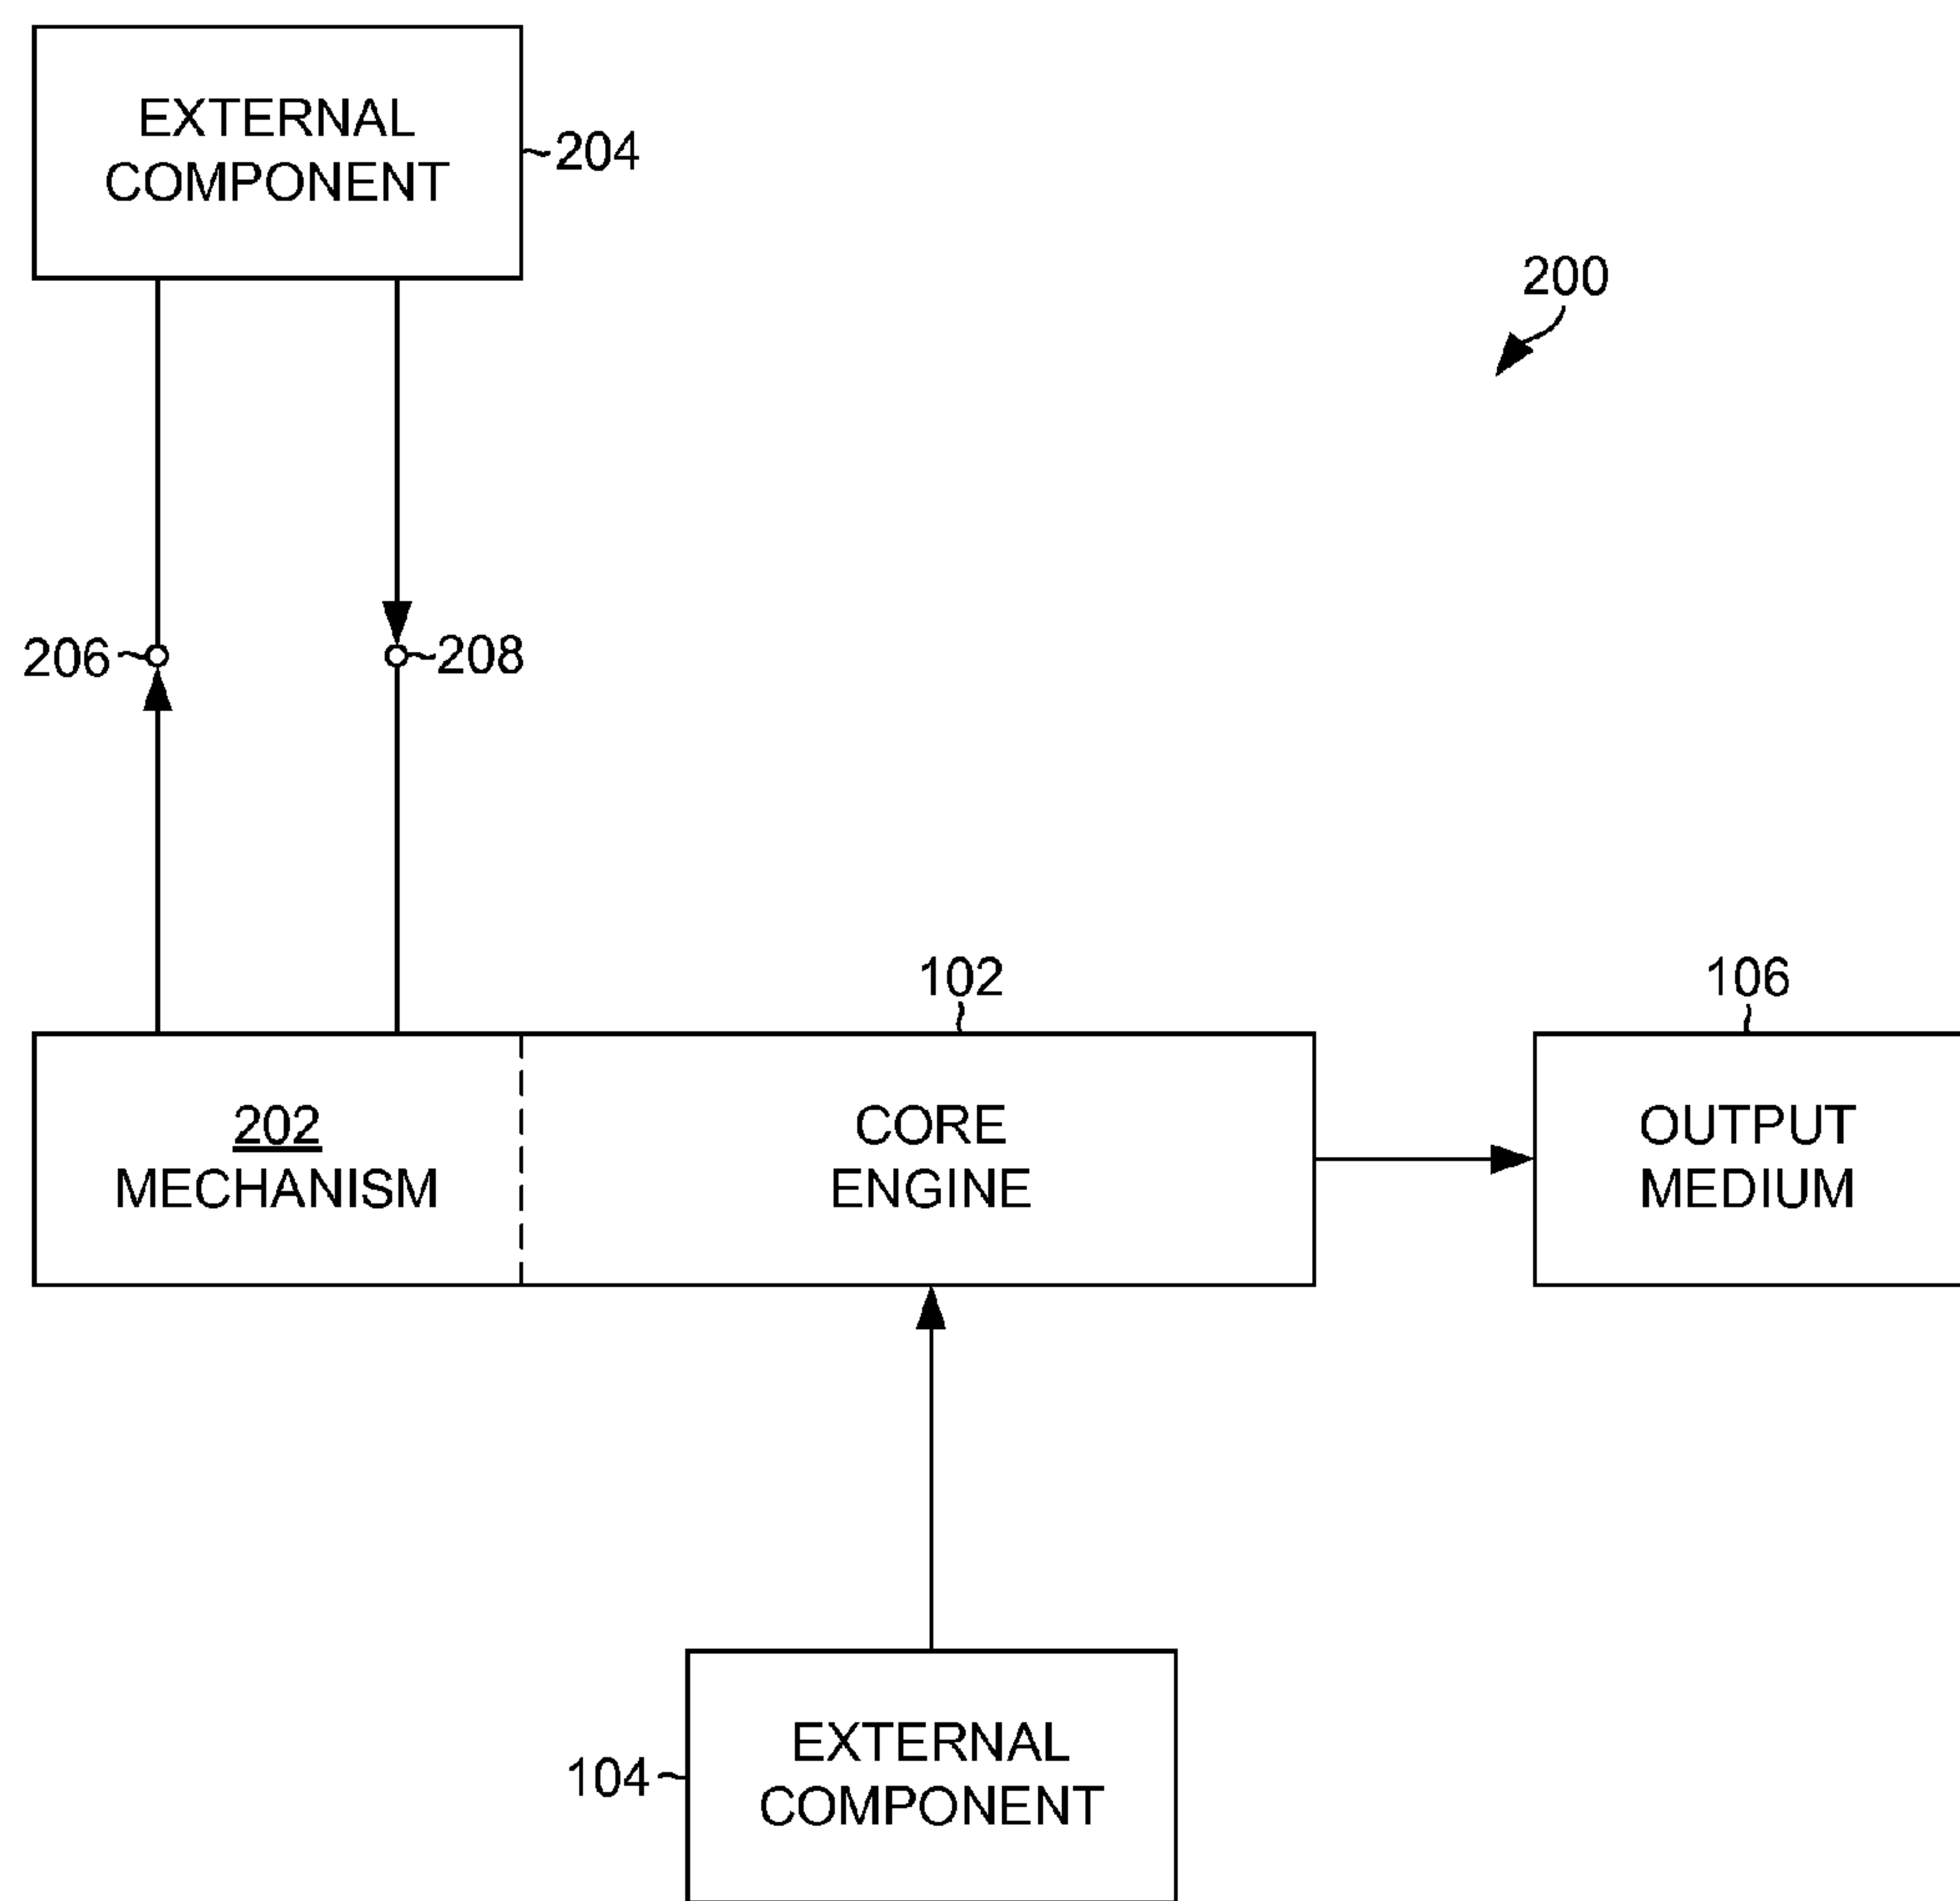 EXTERNAL
COMPONENT
204
200
206
208
102
106
202
MECHANISM
CORE
ENGINE
OUTPUT
MEDIUM
104
EXTERNAL
COMPONENT